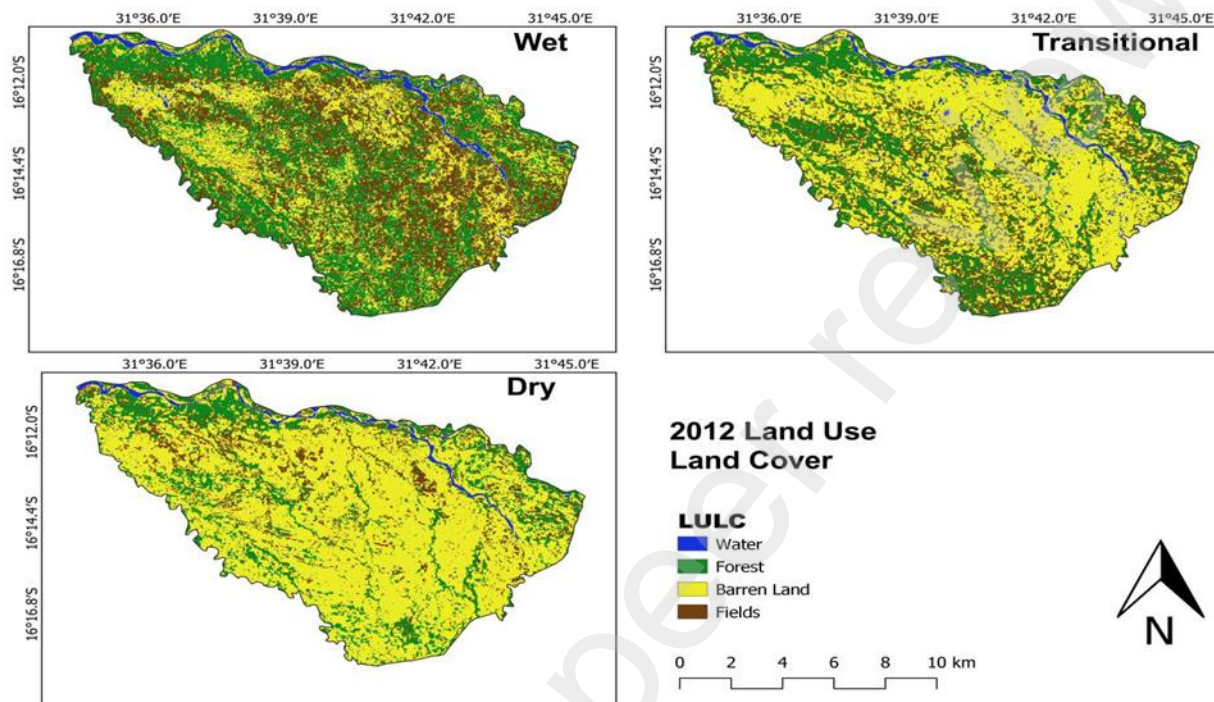 31°36.0'E 31°39.0'E 31°42.0'E 31°45.0'E
Wet
16°12.0'S
16°14.4'S
16°16.8'S
31°36.0'E 31°39.0'E 31°42.0'E 31°45.0'E
Transitional
16°12.0'S
16°14.4'S
16°16.8'S
31°36.0'E 31°39.0'E 31°42.0'E 31°45.0'E
Dry
16°12.0'S
16°14.4'S
16°16.8'S
2012 Land Use
Land Cover
LULC
Water
Forest
Barren Land
Fields
0 2 4 6 8 10 km
N
peer review